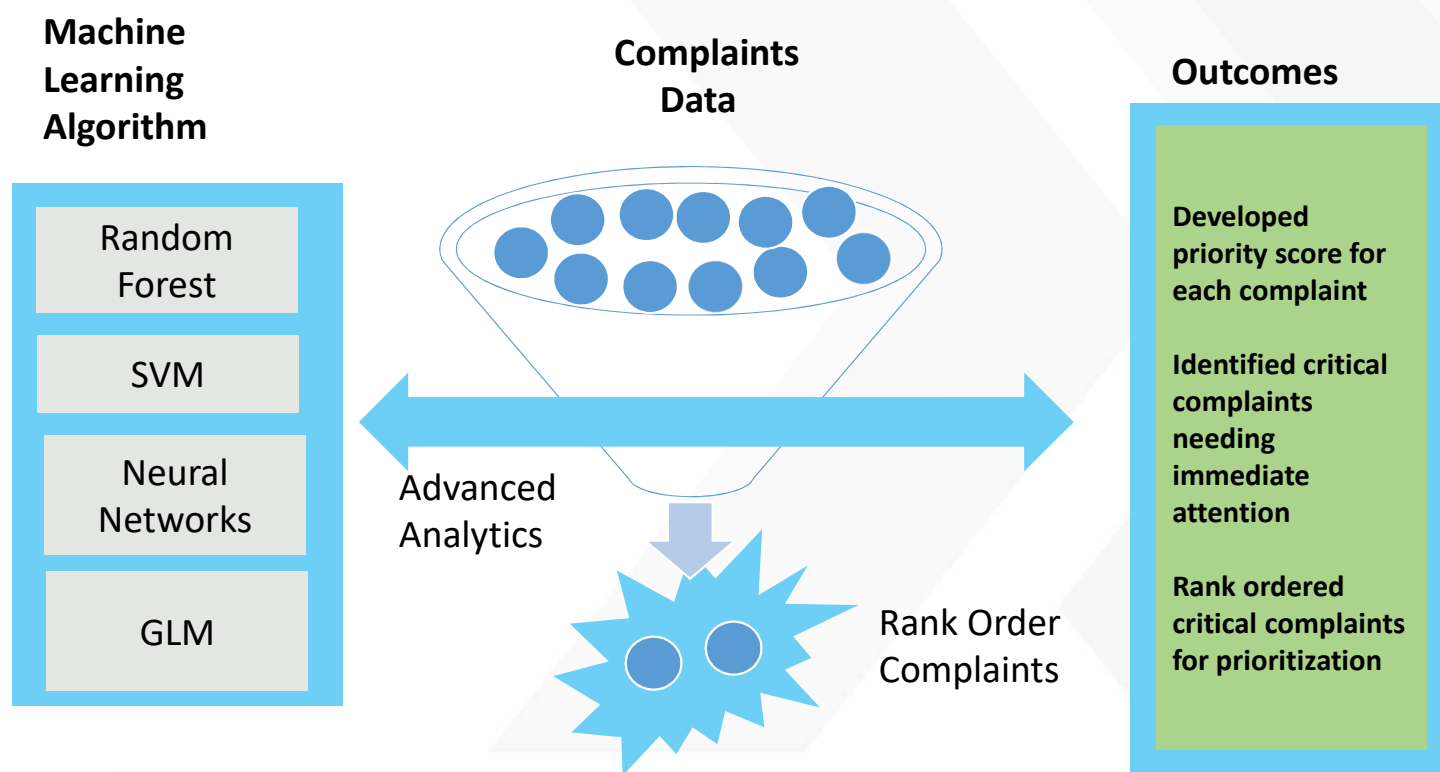 Machine
Learning
Algorithm
Random
Forest
SVM
Neural
Networks
GLM
Complaints
Data
Advanced
Analytics
Rank Order
Complaints
Outcomes
Developed
priority score for
each complaint
Identified critical
complaints
needing
immediate
attention
Rank ordered
critical complaints
for prioritization